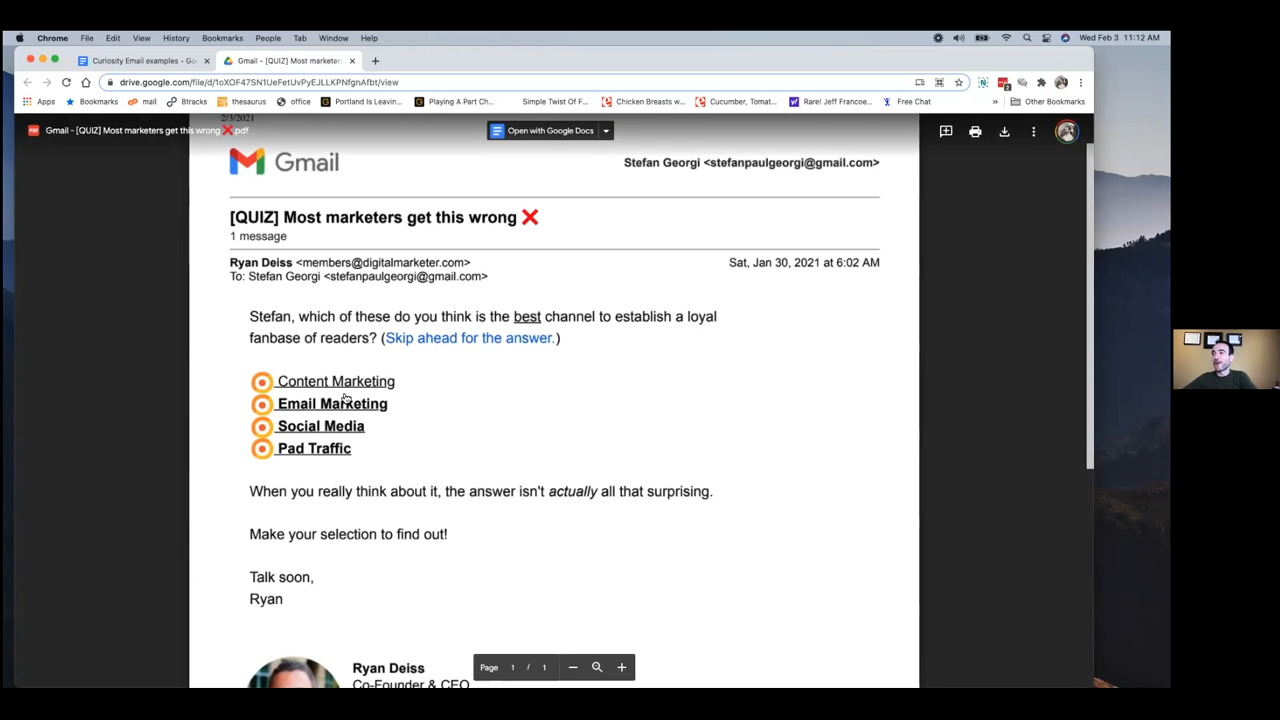 Chrome File Edit View History Bookmarks People Tab Window Help Wed Feb 3 11:12 AM
Curiosity Email examples - Go Gmail - [QUIZ] Most marketers
drive.google.com/file/d/1oXOF47SN1UeFetUvPyEJLLKPNfgnAfbt/view
Apps Bookmarks mail Stracks thesaurus office Portland Is Leavin... Playing A Part Ch... Simple Twist Of F... Chicken Breasts w... Cucumber, Tomat... Rare! Jeff Francoe... Free Chat » Other Bookmarks
2/3/2021
PDF Gmail - [QUIZ] Most marketers get this wrong ❌.pdf Open with Google Docs
Gmail Stefan Georgi <stefanpaulgeorgi@gmail.com>
[QUIZ] Most marketers get this wrong ❌
1 message
Ryan Deiss <members@digitalmarketer.com> Sat, Jan 30, 2021 at 6:02 AM
To: Stefan Georgi <stefanpaulgeorgi@gmail.com>
Stefan, which of these do you think is the best channel to establish a loyal
fanbase of readers? (Skip ahead for the answer.)
Content Marketing
Email Marketing
Social Media
Pad Traffic
When you really think about it, the answer isn't actually all that surprising.
Make your selection to find out!
Talk soon,
Ryan
Ryan Deiss
Co-Founder & CEO
Page 1 / 1